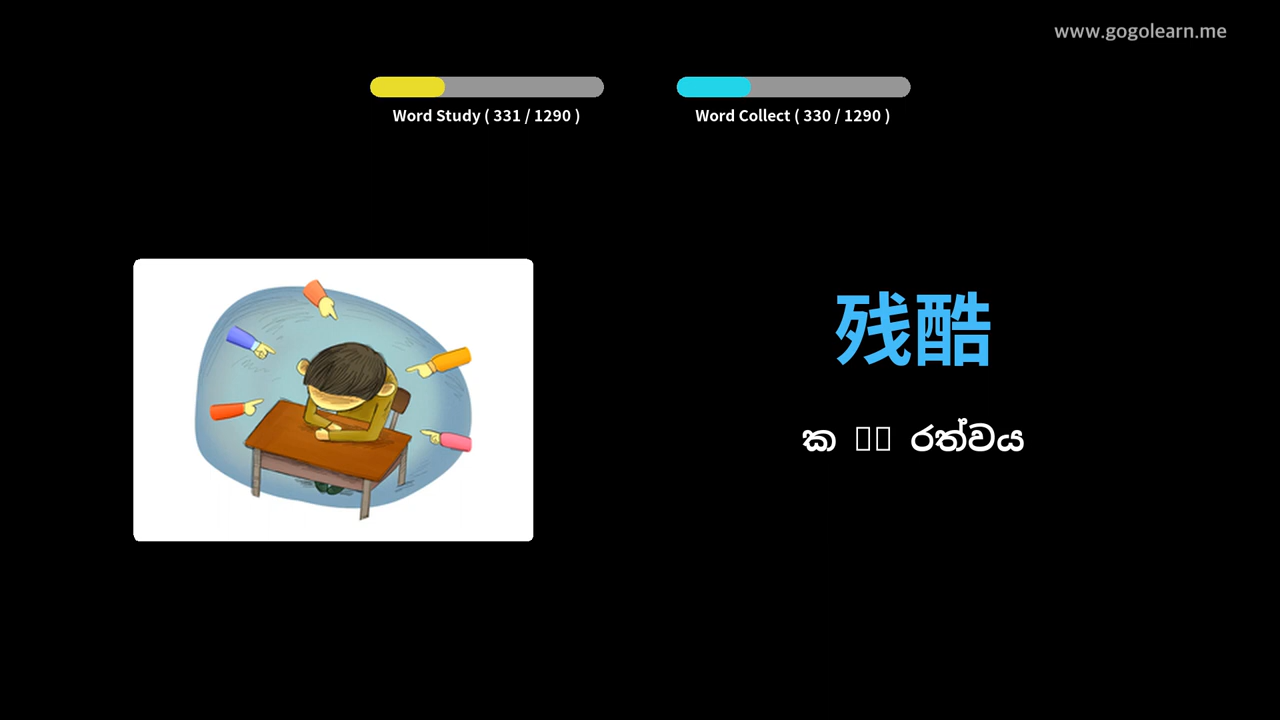 www.gogolearn.me
Word Study ( 331 / 1290 )
Word Collect ( 330 / 1290 )
残酷
ක රත්වය